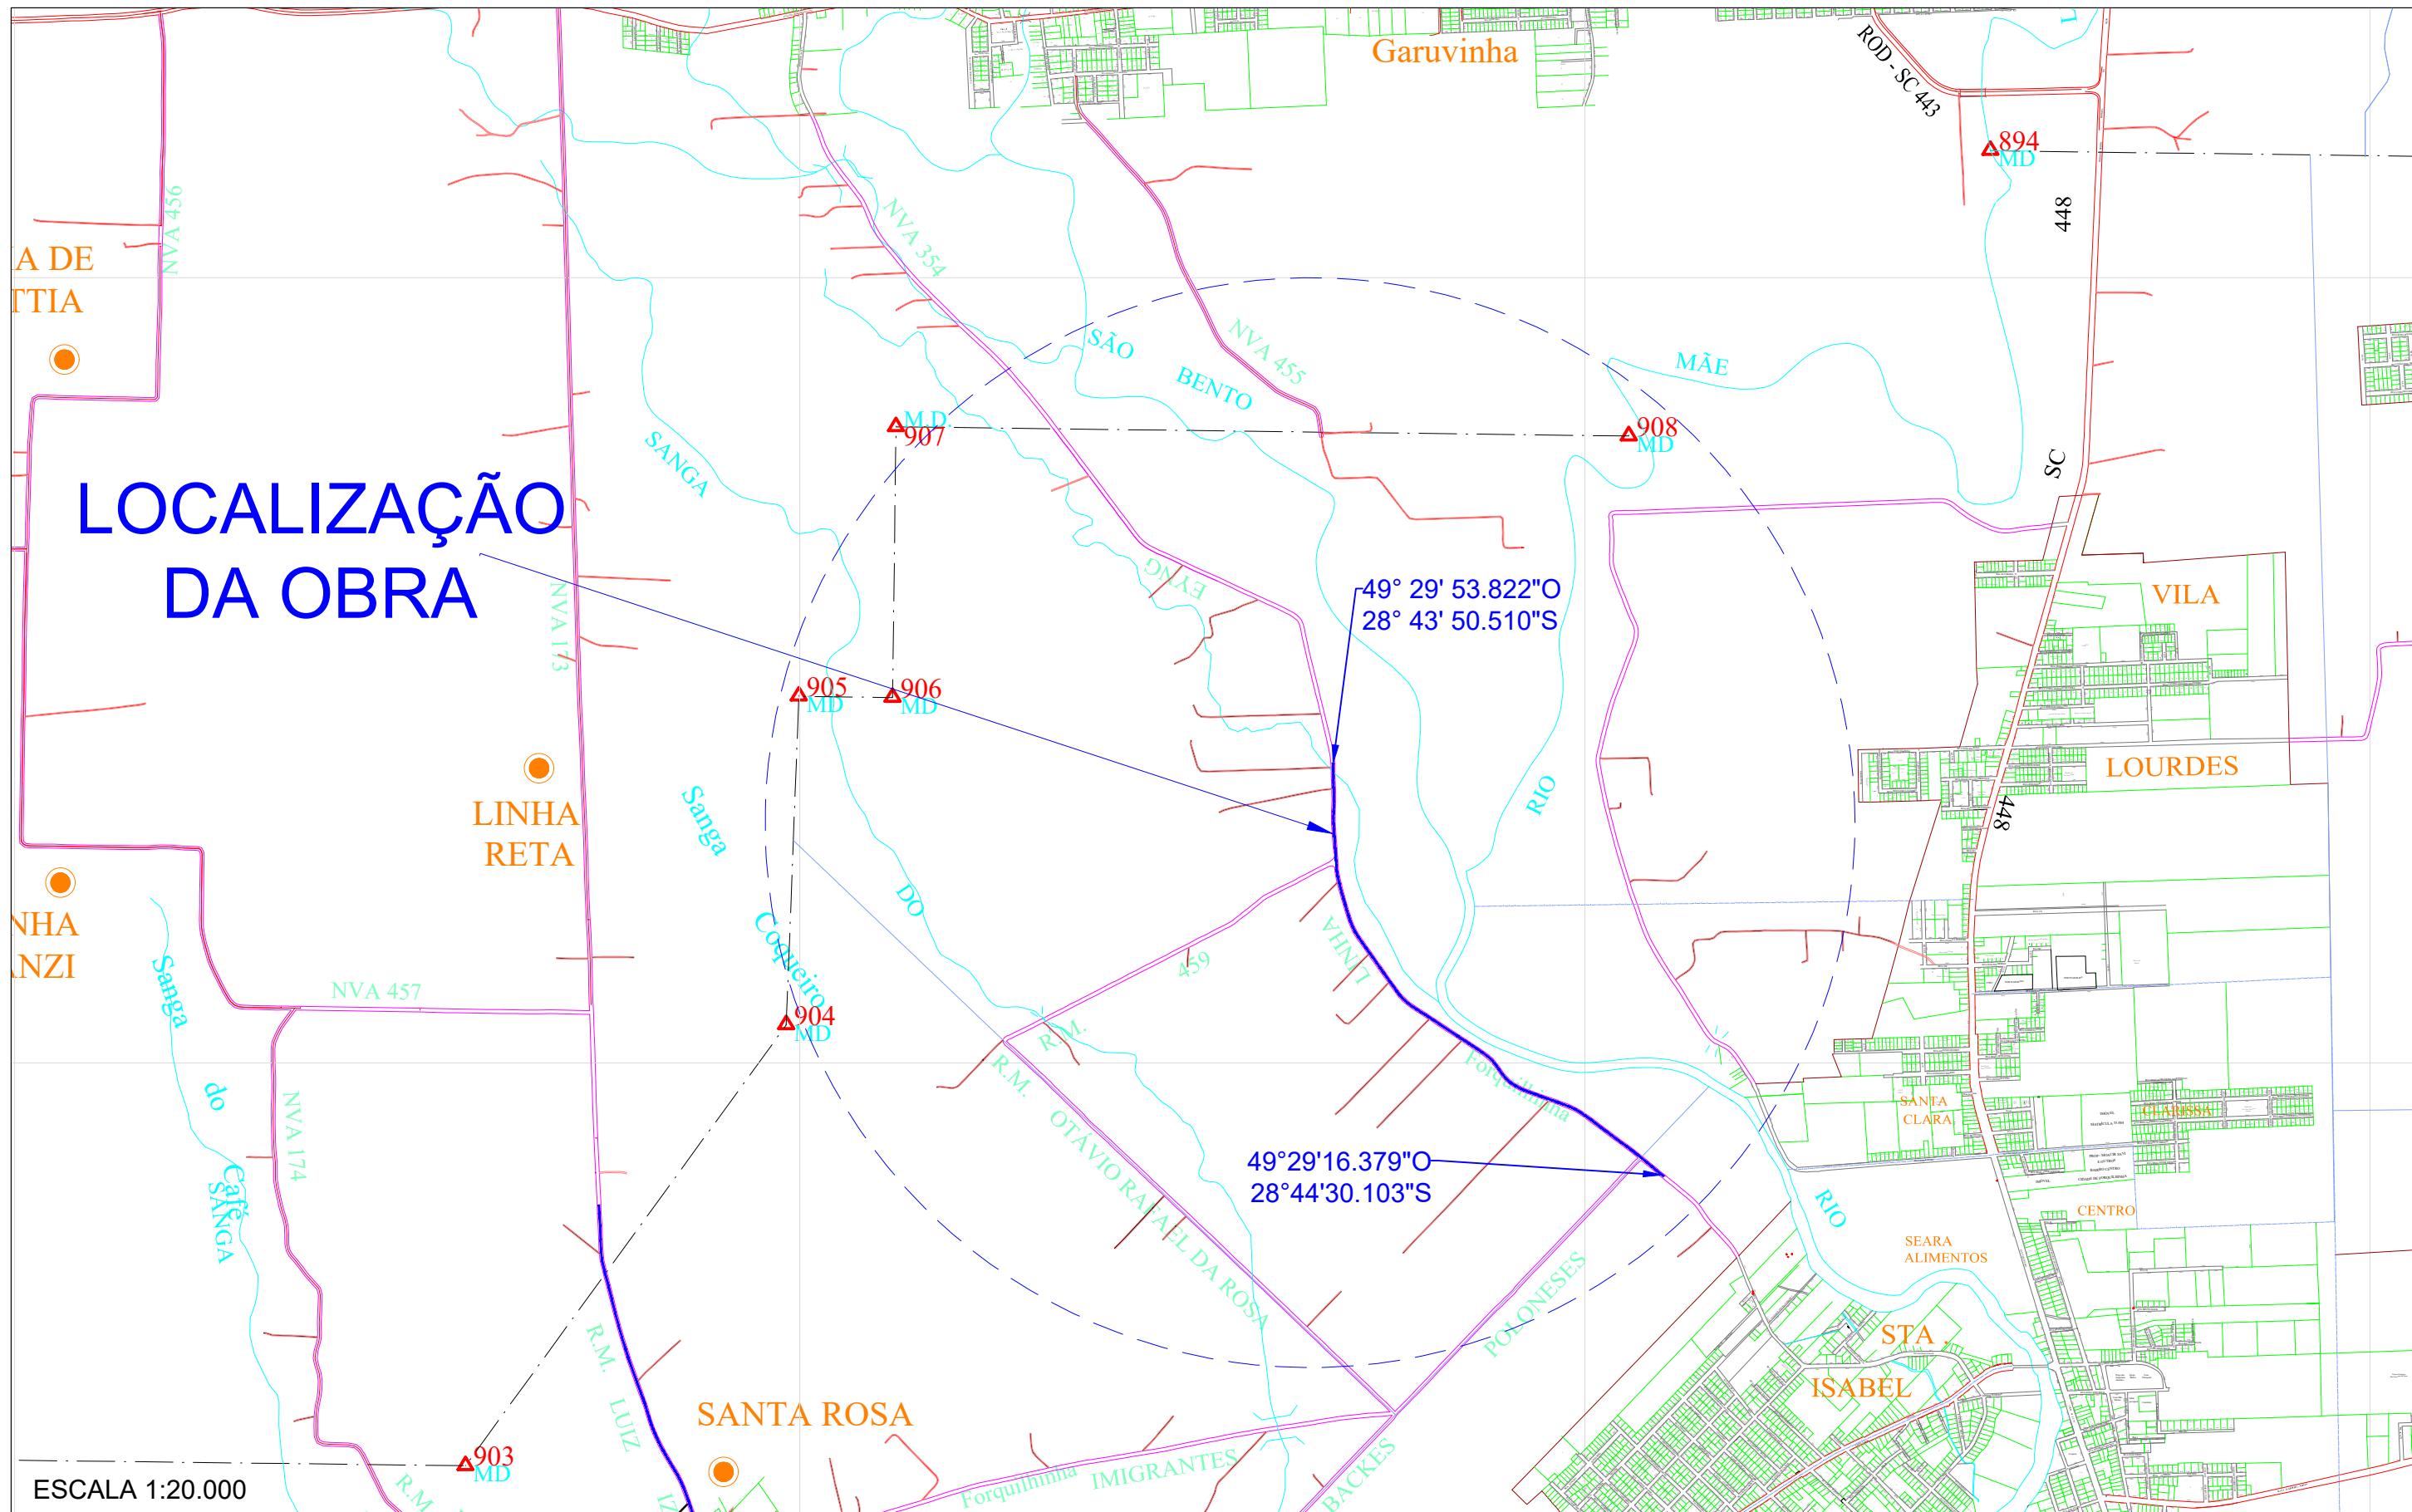 Garuvinha
ROD - SC 443
894
MD
448
NVA 456
NVA 354
A DE
TTIA
SÃO
BENTO
NVA 455
MÃE
M.D.
907
908
MD
SANGA
SC
LOCALIZAÇÃO
DA OBRA
NVA 173
EYNG
49° 29' 53.822"O
28° 43' 50.510"S
VILA
905
MD
906
MD
LOURDES
RIO
448
LINHA
RETA
Sanga
DO
Coqueiro
NHA
ANZI
Sanga
LINHA
459
NVA 457
904
MD
R.M.
R.M.
Forquilhinha
do
NVA 174
SANTA
CLARA
CLARISSA
OTÁVIO RAFAEL DA ROSA
49°29'16.379"O
28°44'30.103"S
Café
SANGA
RIO
CENTRO
SEARA
ALIMENTOS
POLONESES
R.M.
LUIZ
STA .
ISABEL
SANTA ROSA
903
MD
Forquilhinha
IMIGRANTES
BACKES
R.M.
IZ
ESCALA 1:20.000